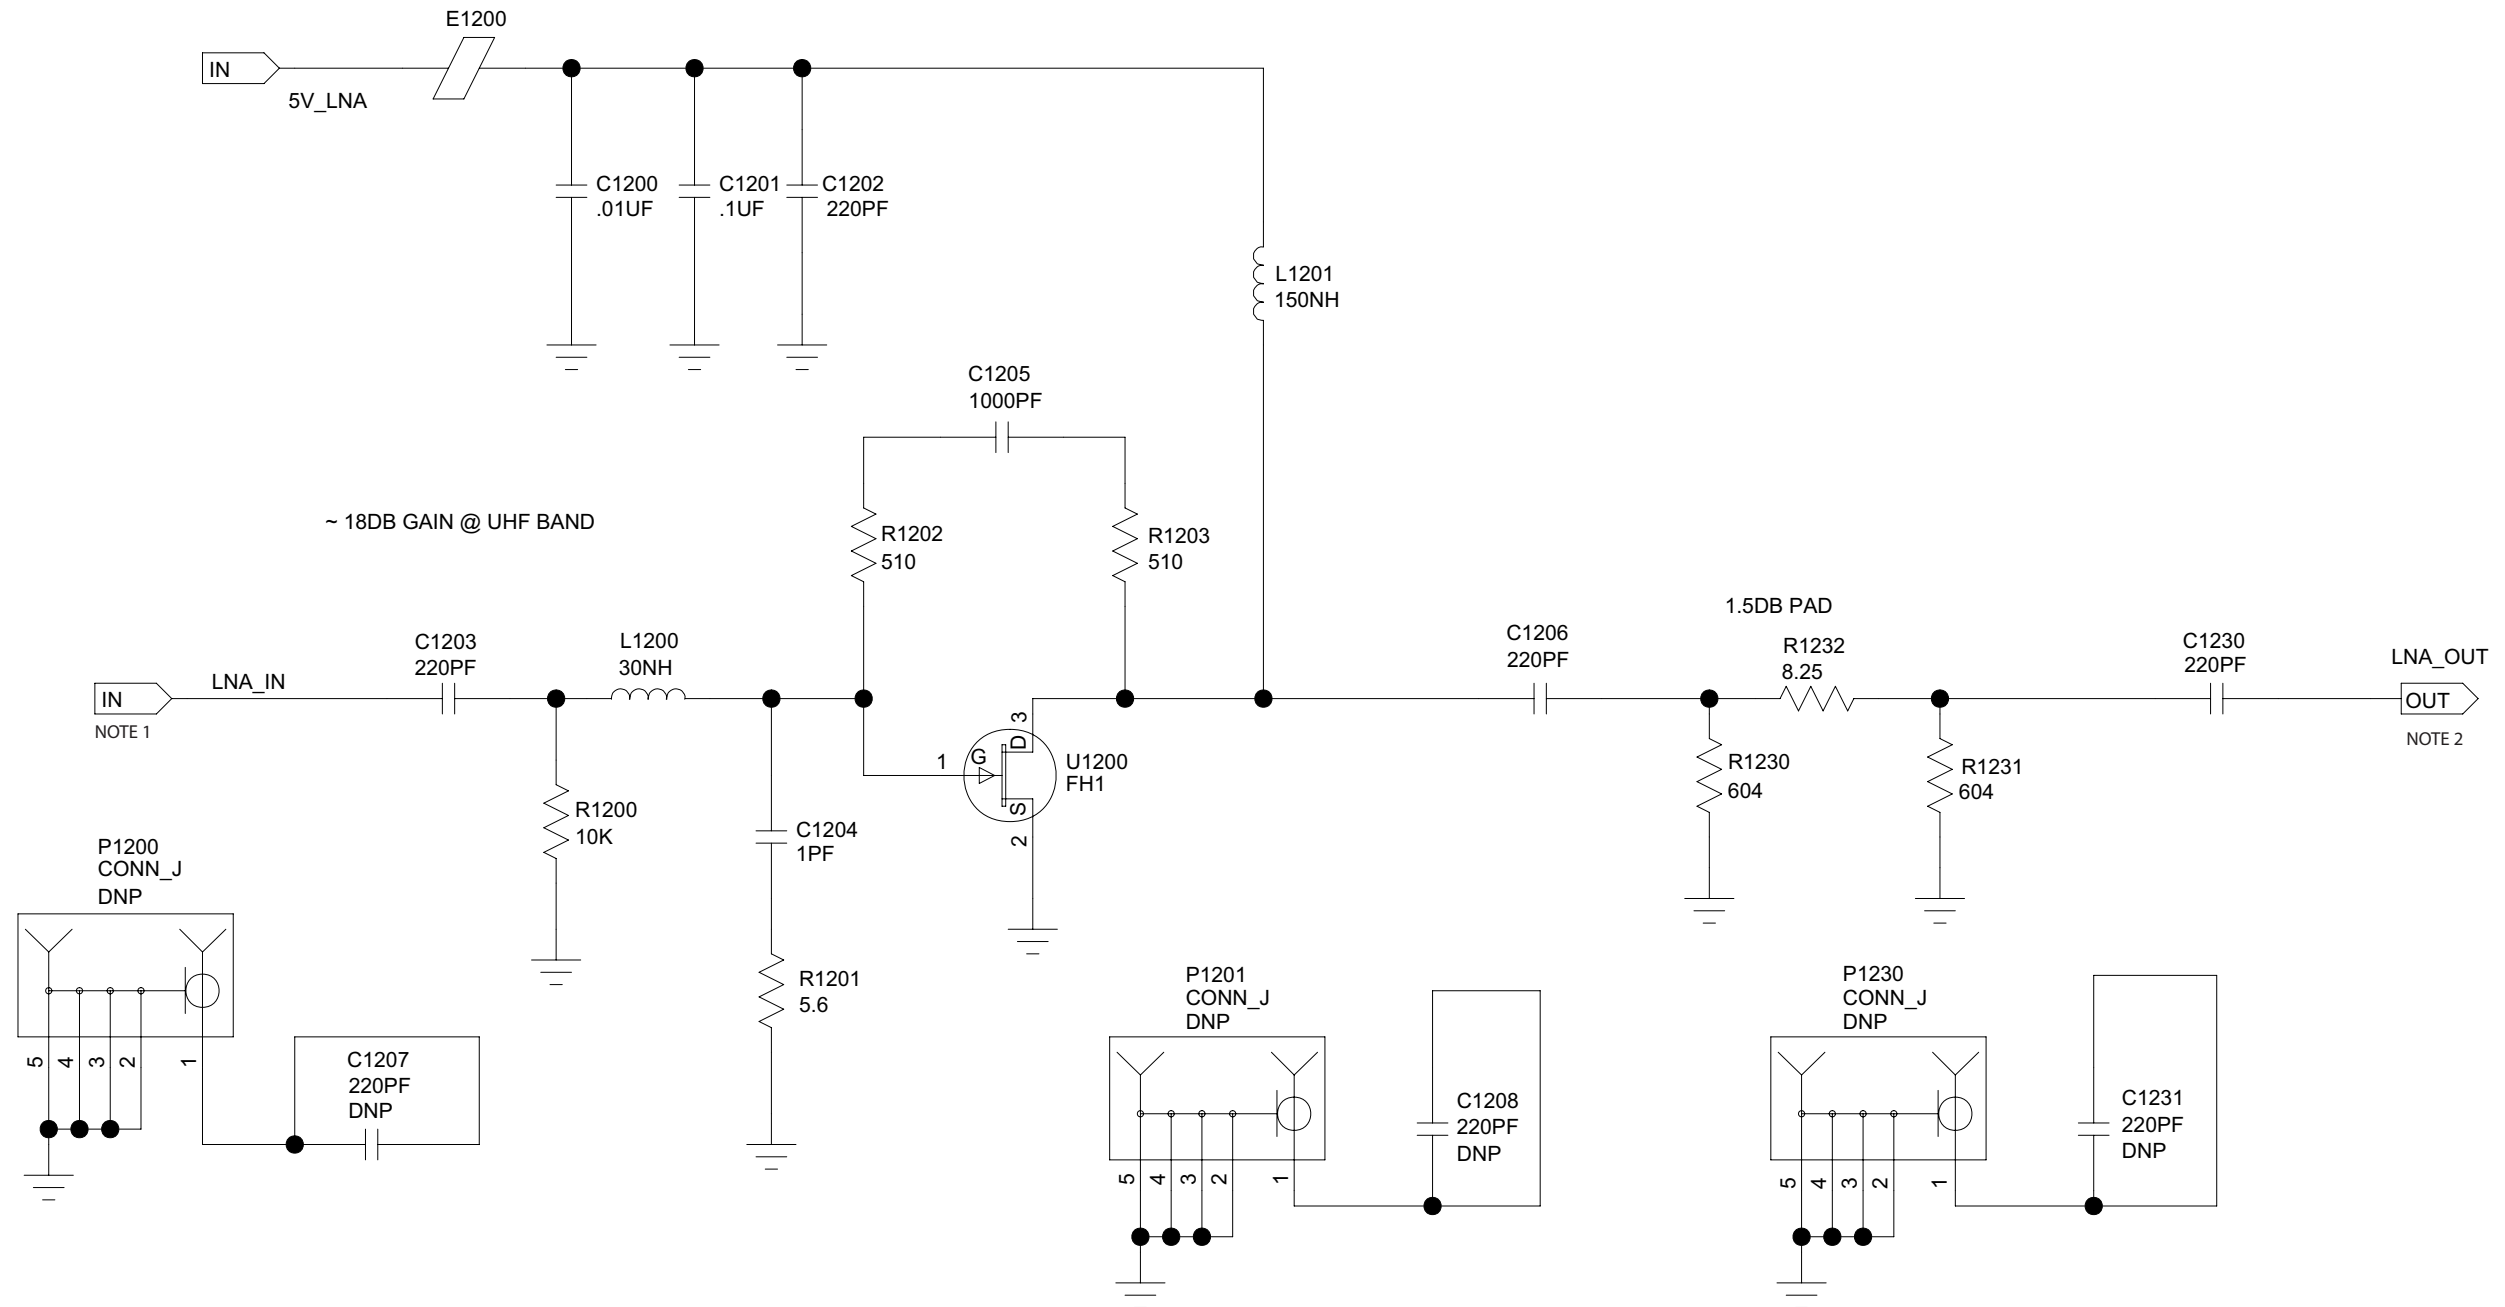 E1200
IN
5V_LNA
C1200
.01UF
C1201
.1UF
C1202
220PF
L1201
150NH
C1205
1000PF
~ 18DB GAIN @ UHF BAND
R1202
510
R1203
510
1.5DB PAD
C1203
220PF
L1200
30NH
C1206
220PF
R1232
8.25
C1230
220PF
LNA_OUT
IN
LNA_IN
NOTE 1
OUT
NOTE 2
3
D
1
G
S
2
U1200
FH1
R1230
604
R1231
604
R1200
10K
C1204
1PF
P1200
CONN_J
DNP
R1201
5.6
P1201
CONN_J
DNP
P1230
CONN_J
DNP
5
4
3
2
1
C1207
220PF
DNP
5
4
3
2
1
C1208
220PF
DNP
5
4
3
2
1
C1231
220PF
DNP